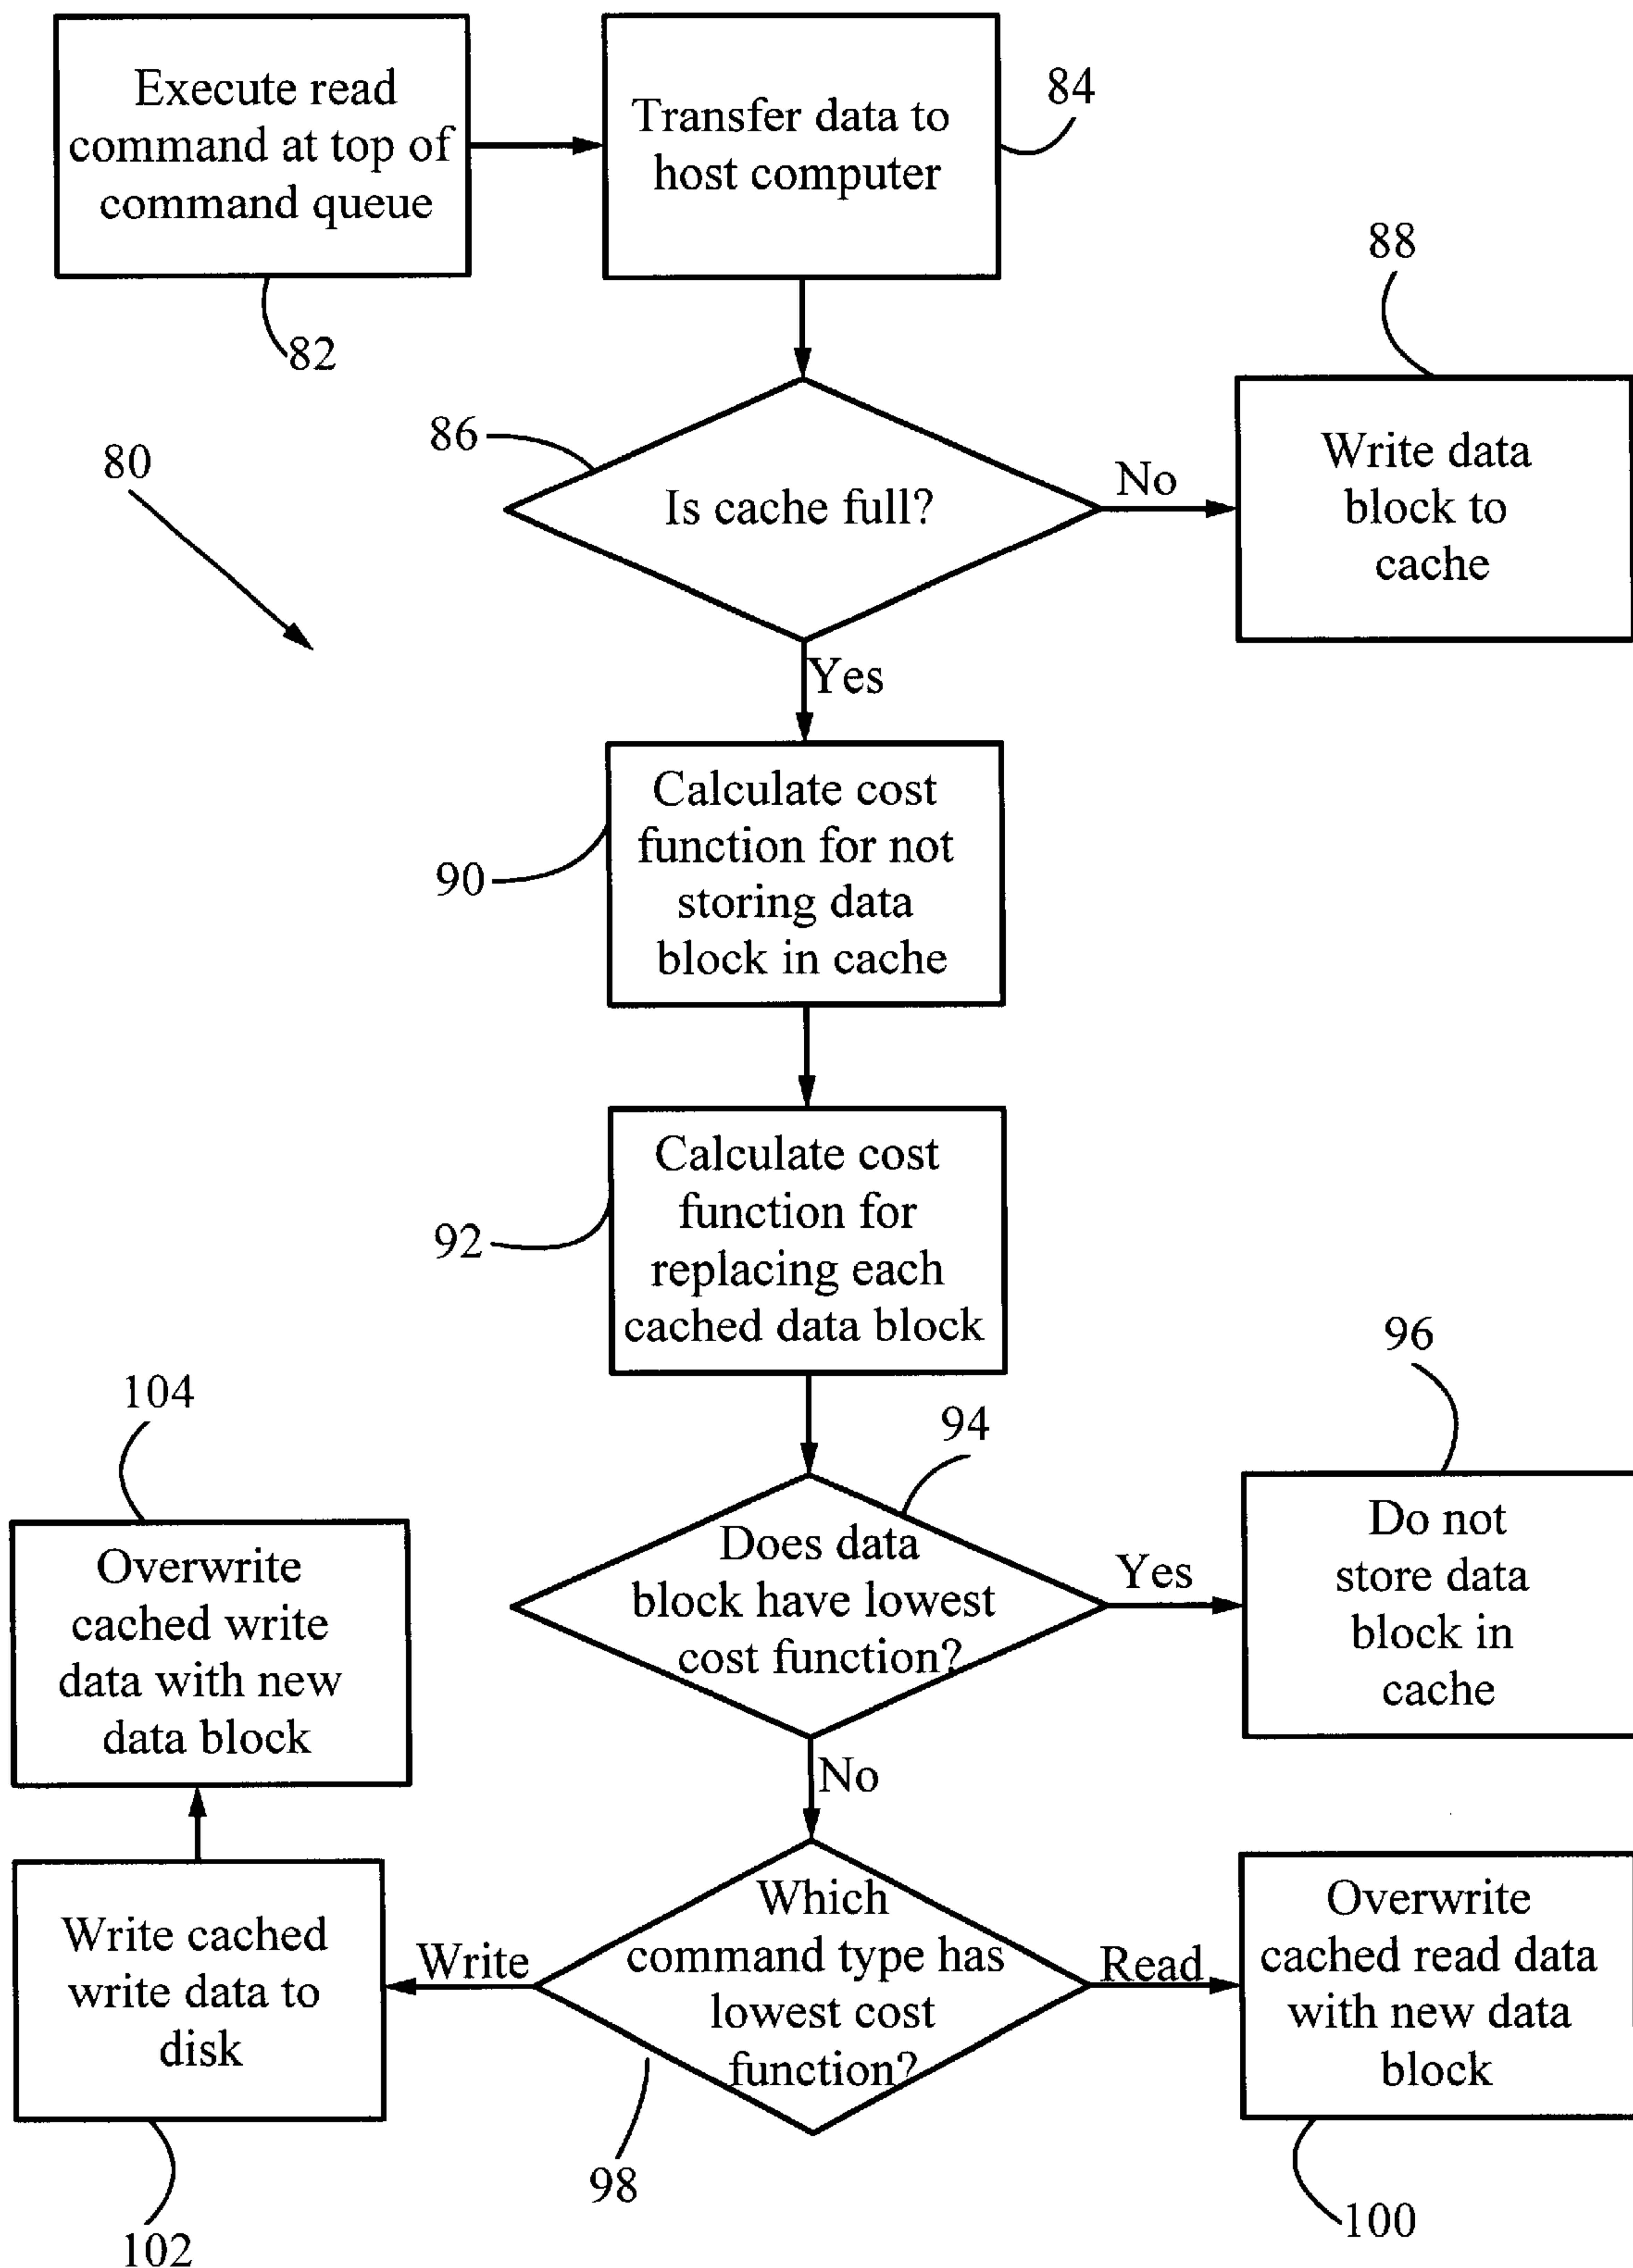 Execute read
command at top of
command queue
82
Transfer data to
host computer
84
80
86
Is cache full?
No
88
Write data
block to
cache
Yes
90
Calculate cost
function for not
storing data
block in cache
92
Calculate cost
function for
replacing each
cached data block
94
Does data
block have lowest
cost function?
Yes
96
Do not
store data
block in
cache
No
98
Which
command type has
lowest cost
function?
Read
Overwrite
cached read data
with new data
block
100
Write
Write cached
write data to
disk
102
104
Overwrite
cached write
data with new
data block